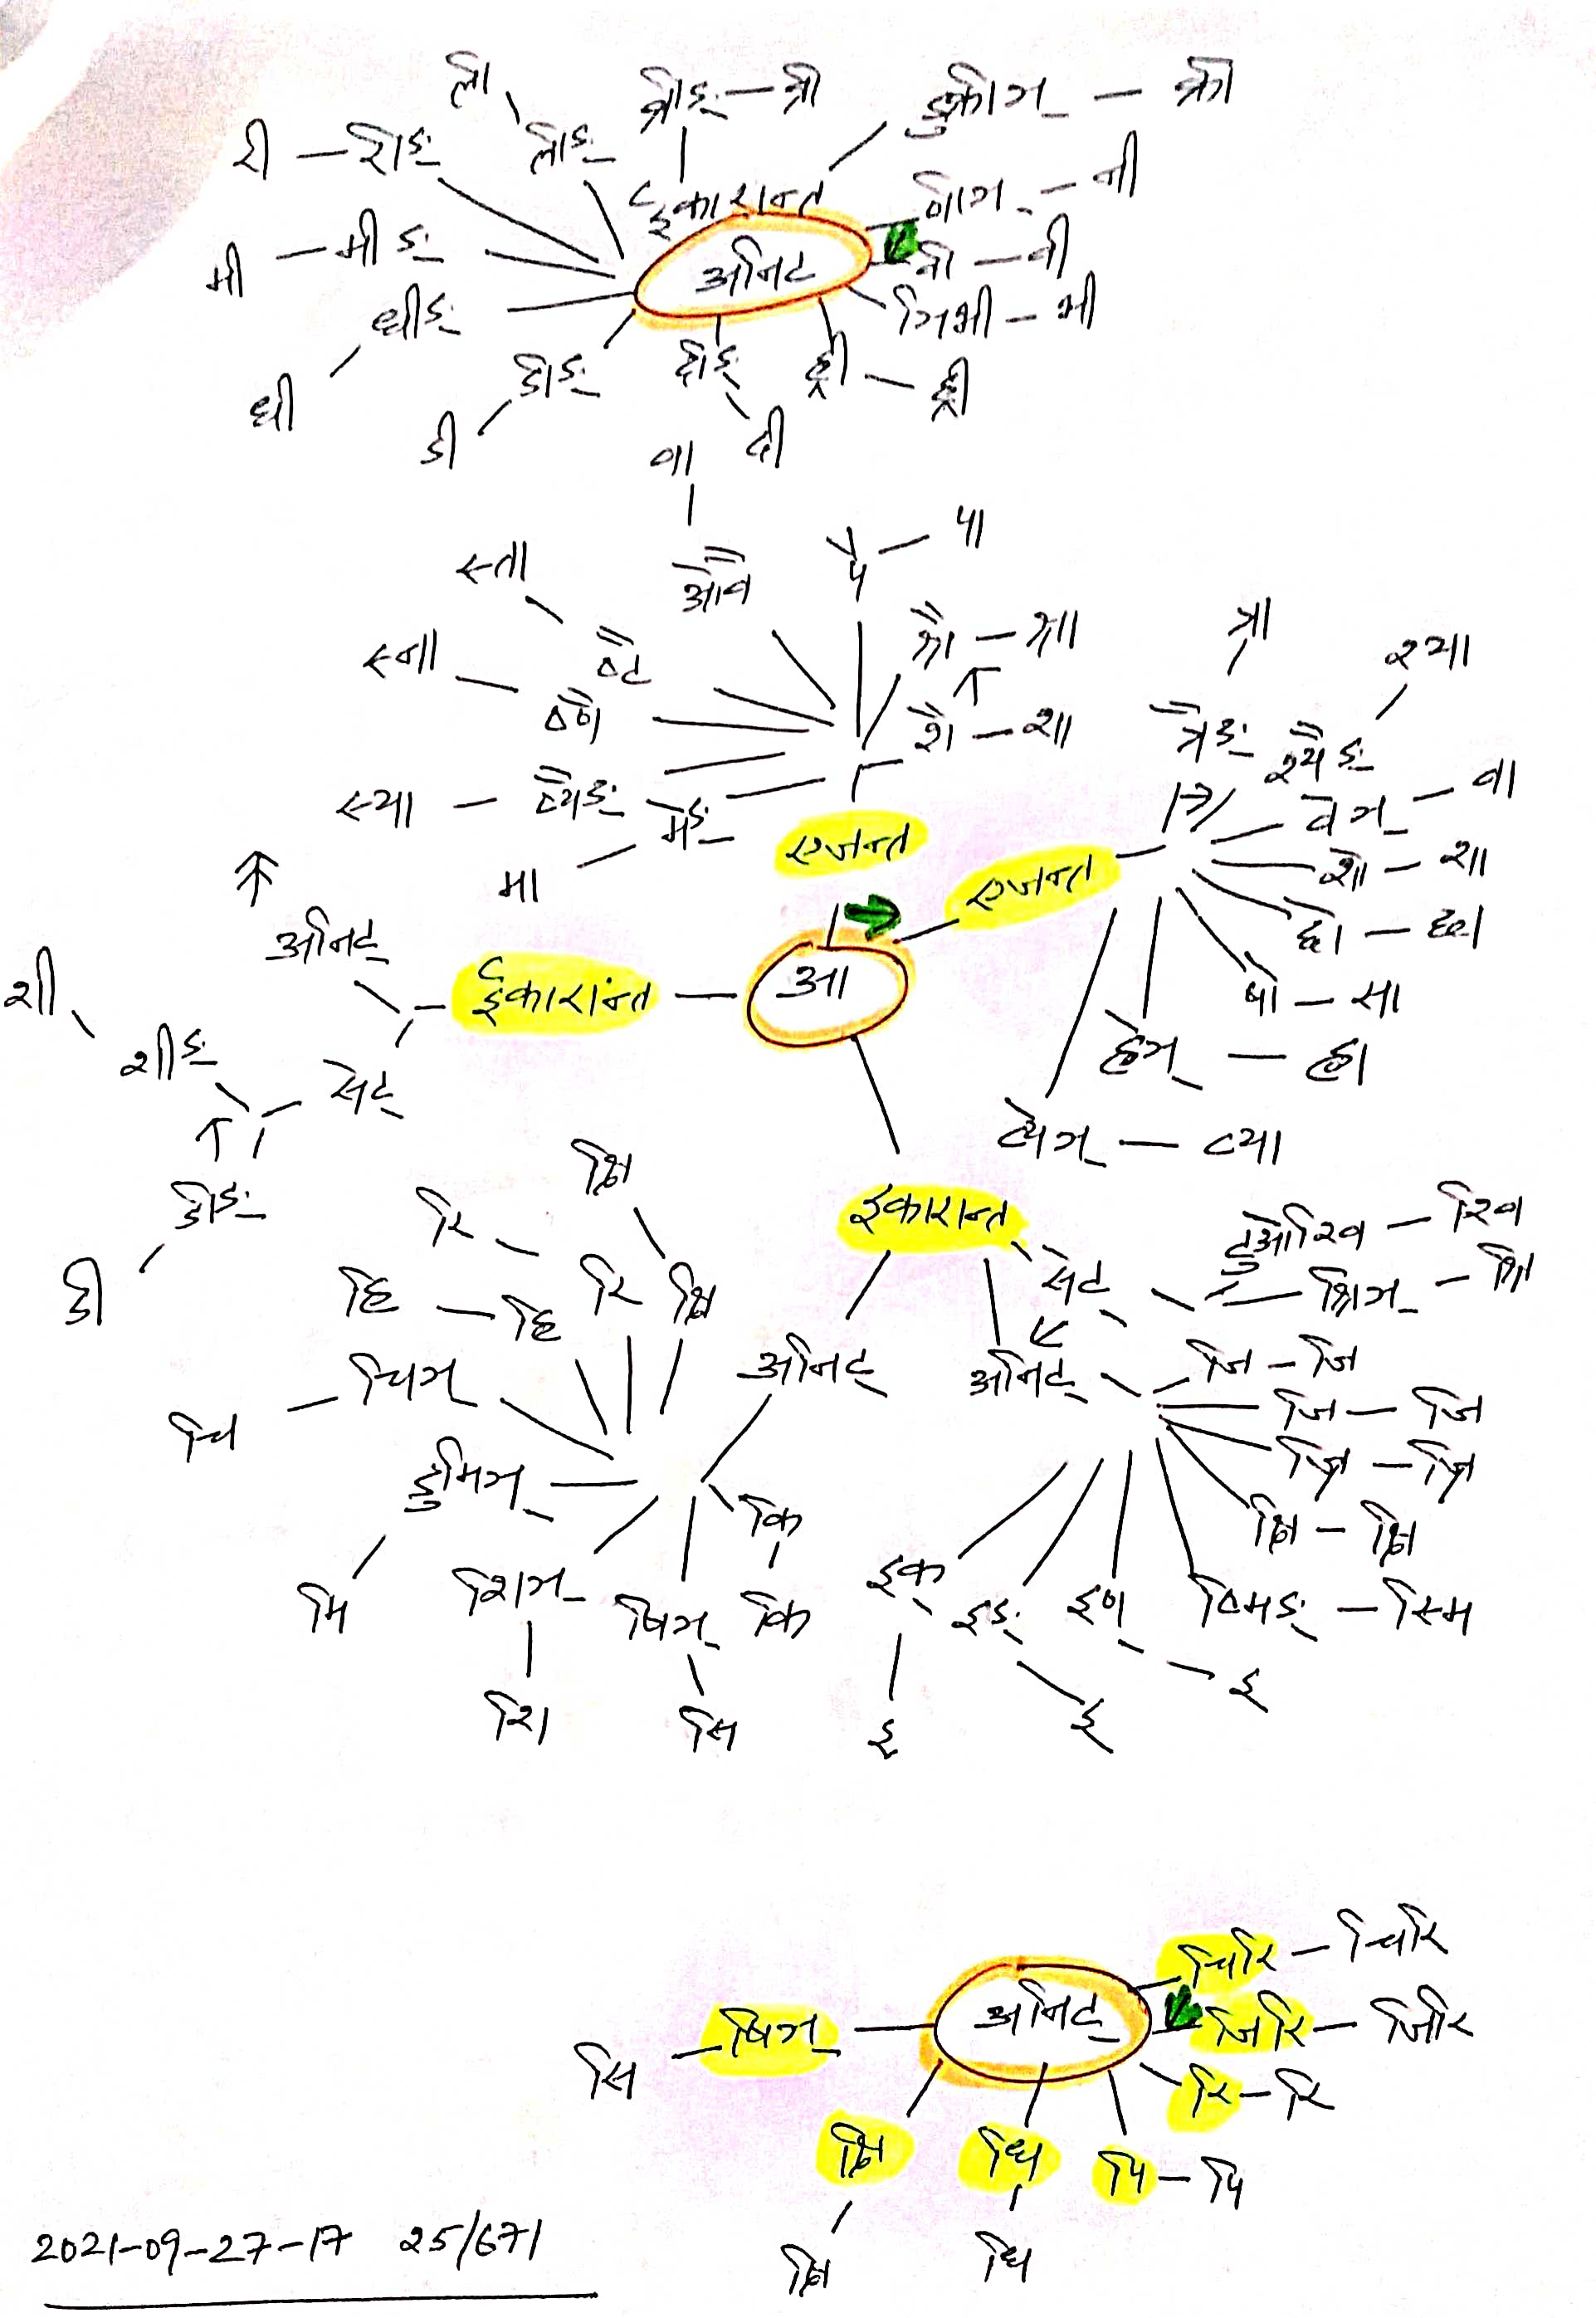 ली
व्रीङ् – व्री
डुक्रीञ् – क्री
री – रीङ्
लीङ्
ईकारान्त
णीञ् – नी
मी – मीङ्
अनिट्
व्री – व्री
ञिभी – भी
धीङ्
डीङ्
दीङ्
ह्री – ह्री
धी
डी
दी
वा
पै – पा
स्ता
ओवै
ष्टै
स्ना
ष्णै
श्रै – श्रा
शै – शा
त्रा
श्या
त्रैङ्
श्यैङ्
स्त्या – ष्ट्यैङ्
मेङ्
मा
वेञ् – वा
एजन्त
एजन्त
शो – शा
छो – छा
षो – सा
अनिट्
ईकारान्त
आ
शी
शीङ्
सेट्
ह्वेञ् – ह्वा
व्येञ् – व्या
डीङ्
डी
इकारान्त
क्षि
रि
रि
क्षि
हि – हि
सेट्
टुओश्वि – श्वि
श्रिञ् – श्रि
चि – चिञ्
अनिट्
अनिट्
जि – जि
जि – जि
ज्रि – ज्रि
क्षि – क्षि
डुमिञ्
मि
शिञ्
शि
षिञ्
सि
कि
कि
इक्
इ
इङ्
इ
इण्
इ
ष्मिङ् – स्मि
अनिट्
चिरि – चिरि
जिरि – जिरि
रि – रि
पि – पि
सि – षिञ्
क्षि
क्षि
धि
धि
2021-09-27-17 25/671